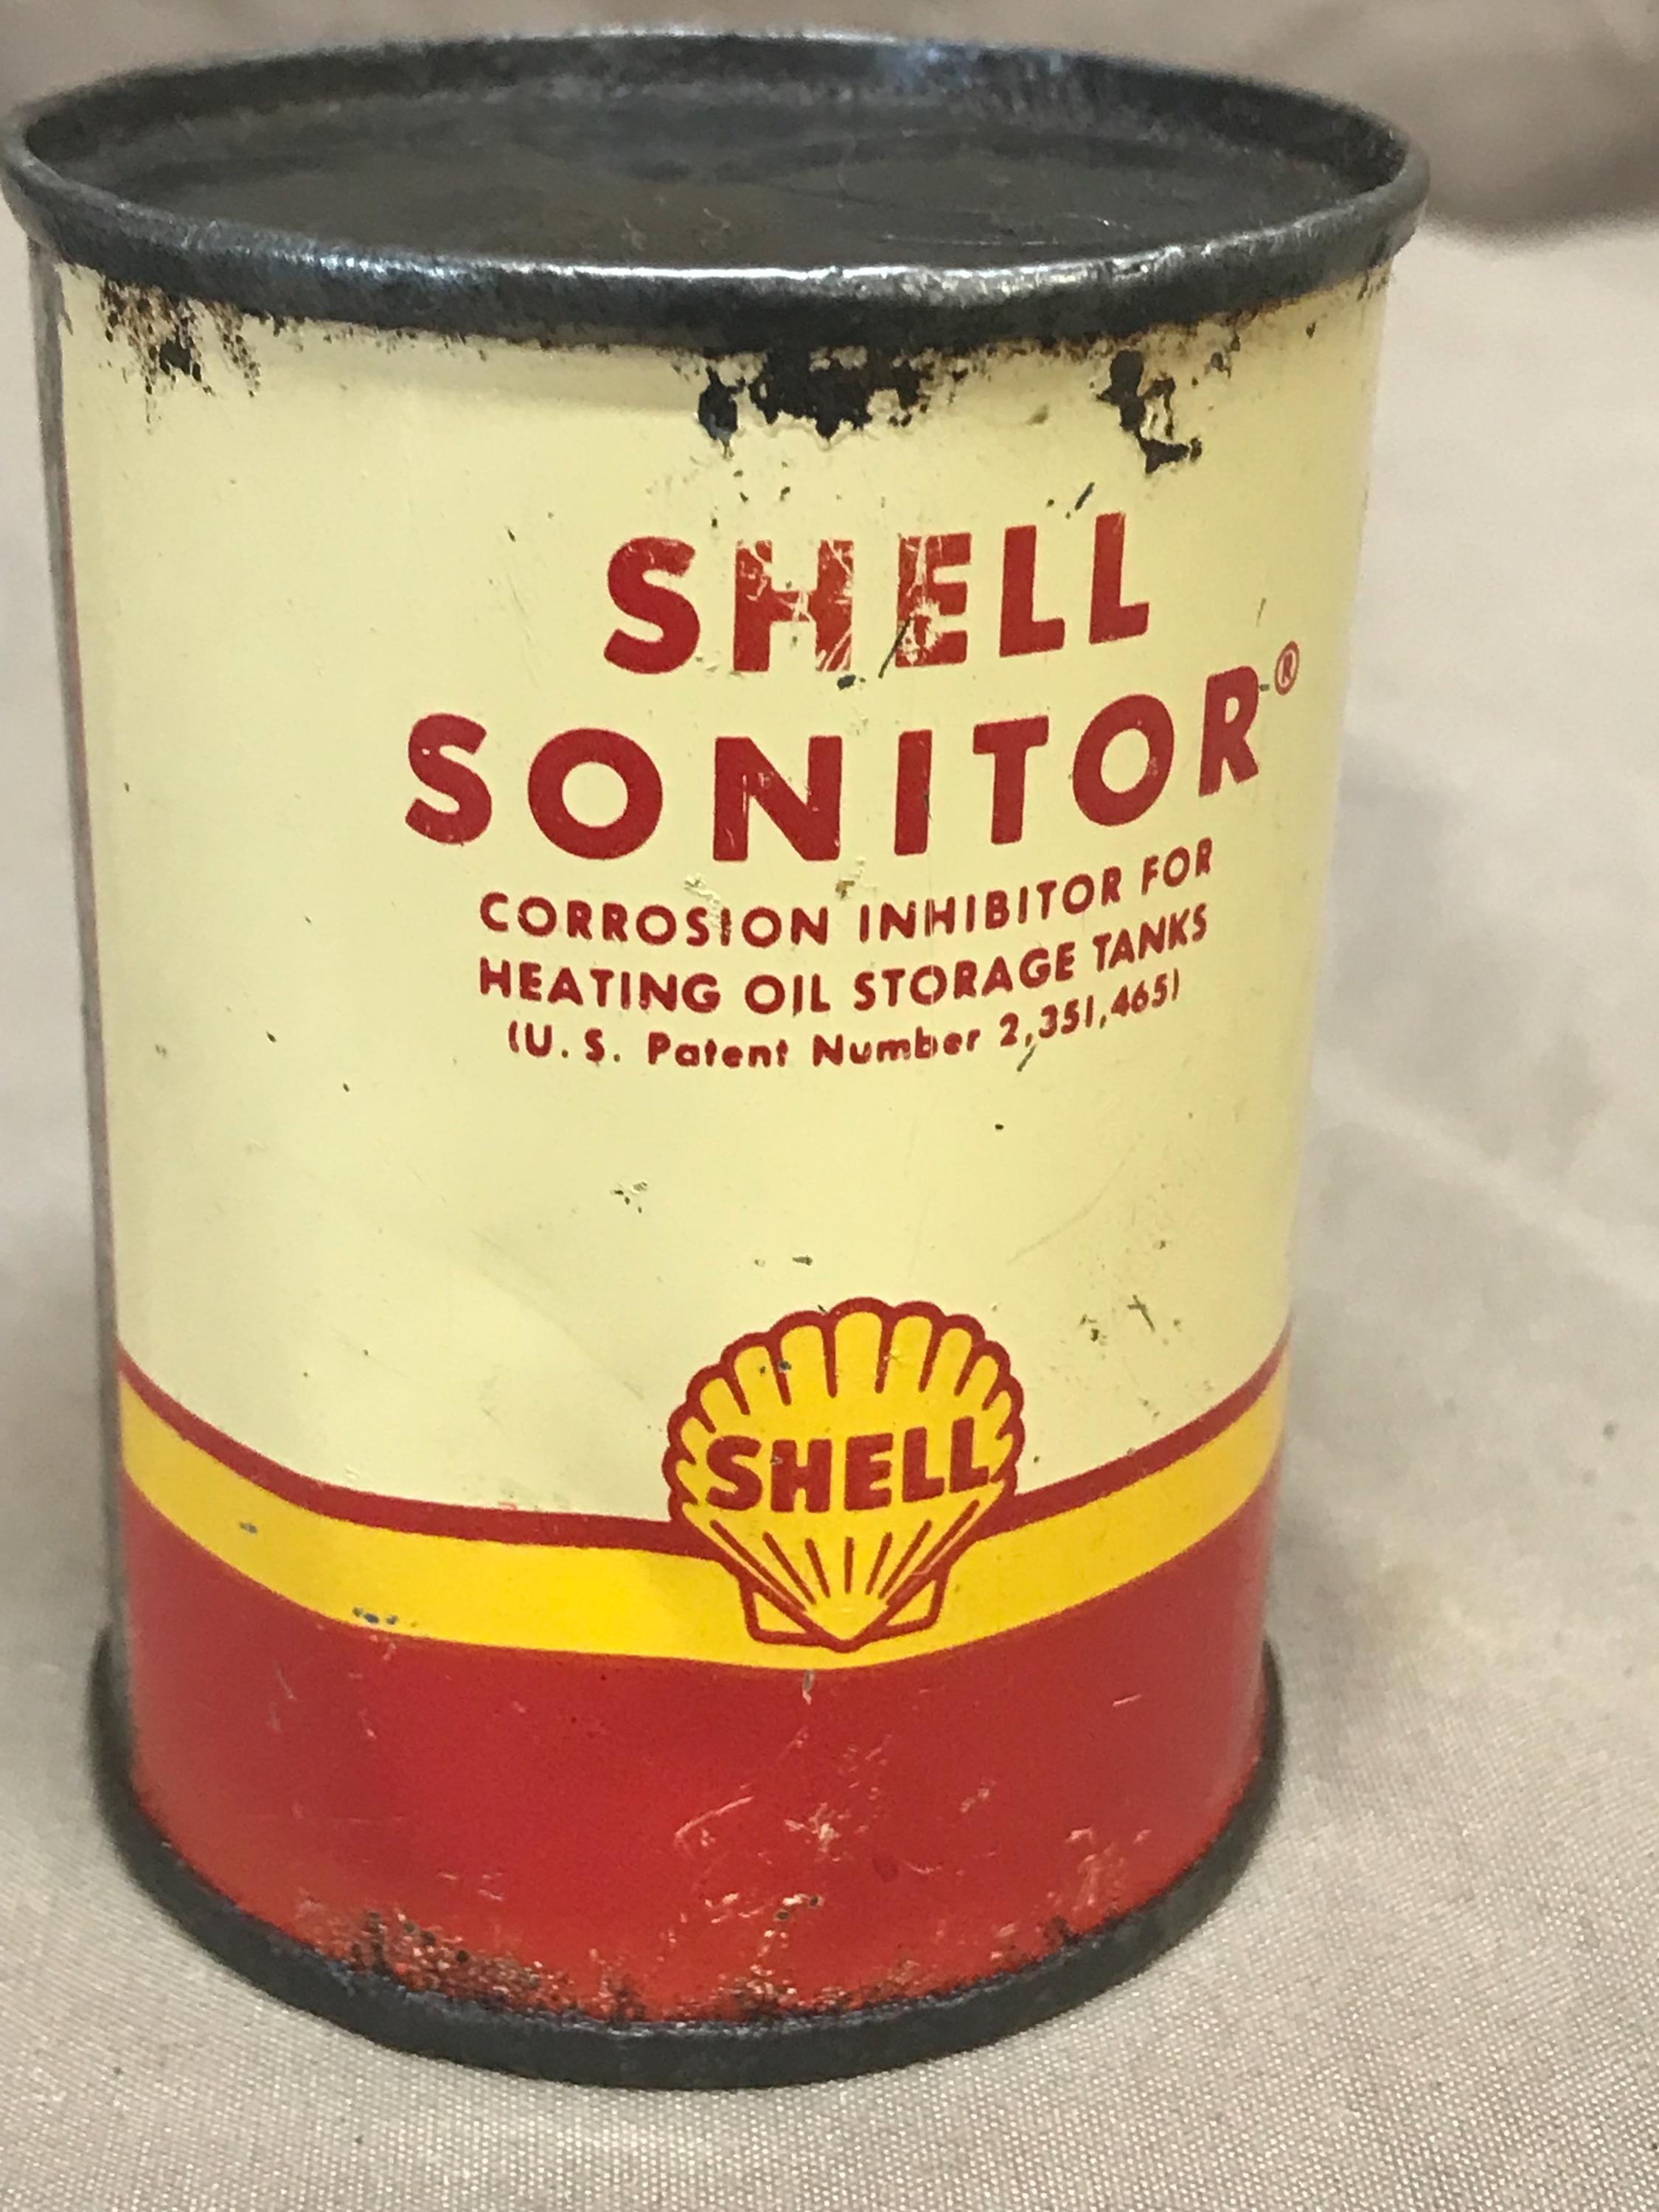 SHELL
SONITOR®
CORROSION INHIBITOR FOR
HEATING OIL STORAGE TANKS
(U. S. Patent Number 2,351,465)
SHELL